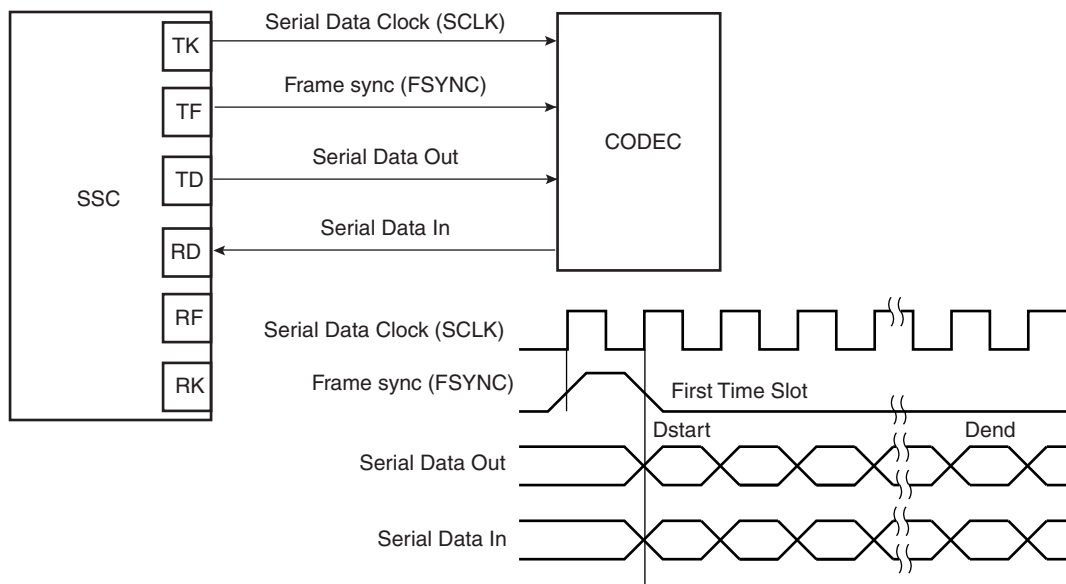 Serial Data Clock (SCLK)
TK
Frame sync (FSYNC)
TF
CODEC
Serial Data Out
TD
SSC
Serial Data In
RD
RF
Serial Data Clock (SCLK)
RK
Frame sync (FSYNC)
First Time Slot
Dstart
Dend
Serial Data Out
Serial Data In